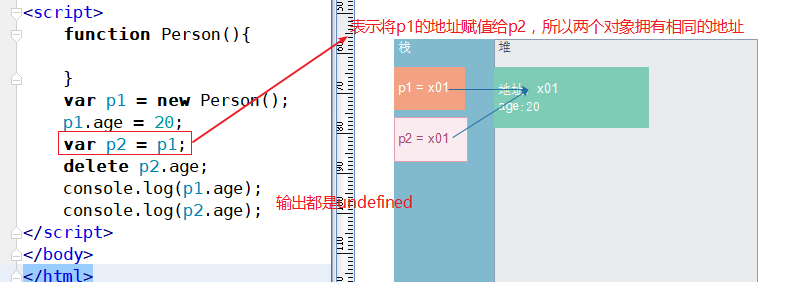 <script>
function Person(){
}
var p1 = new Person();
p1.age = 20;
var p2 = p1;
delete p2.age;
console.log(p1.age);
console.log(p2.age);
</script>
</body>
</html>
输出都是undefined
表示将p1的地址赋值给p2，所以两个对象拥有相同的地址
栈
堆
p1 = x01
地址 x01
age:20
p2 = x01